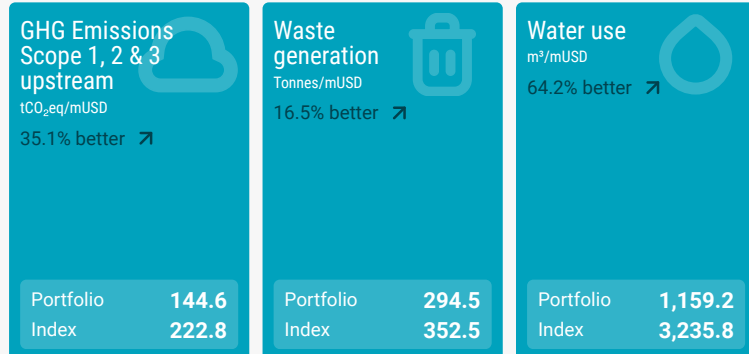 GHG Emissions
Scope 1, 2 & 3
upstream
tCO₂eq/mUSD
35.1% better
Portfolio 144.6
Index 222.8
Waste
generation
Tonnes/mUSD
16.5% better
Portfolio 294.5
Index 352.5
Water use
m³/mUSD
64.2% better
Portfolio 1,159.2
Index 3,235.8